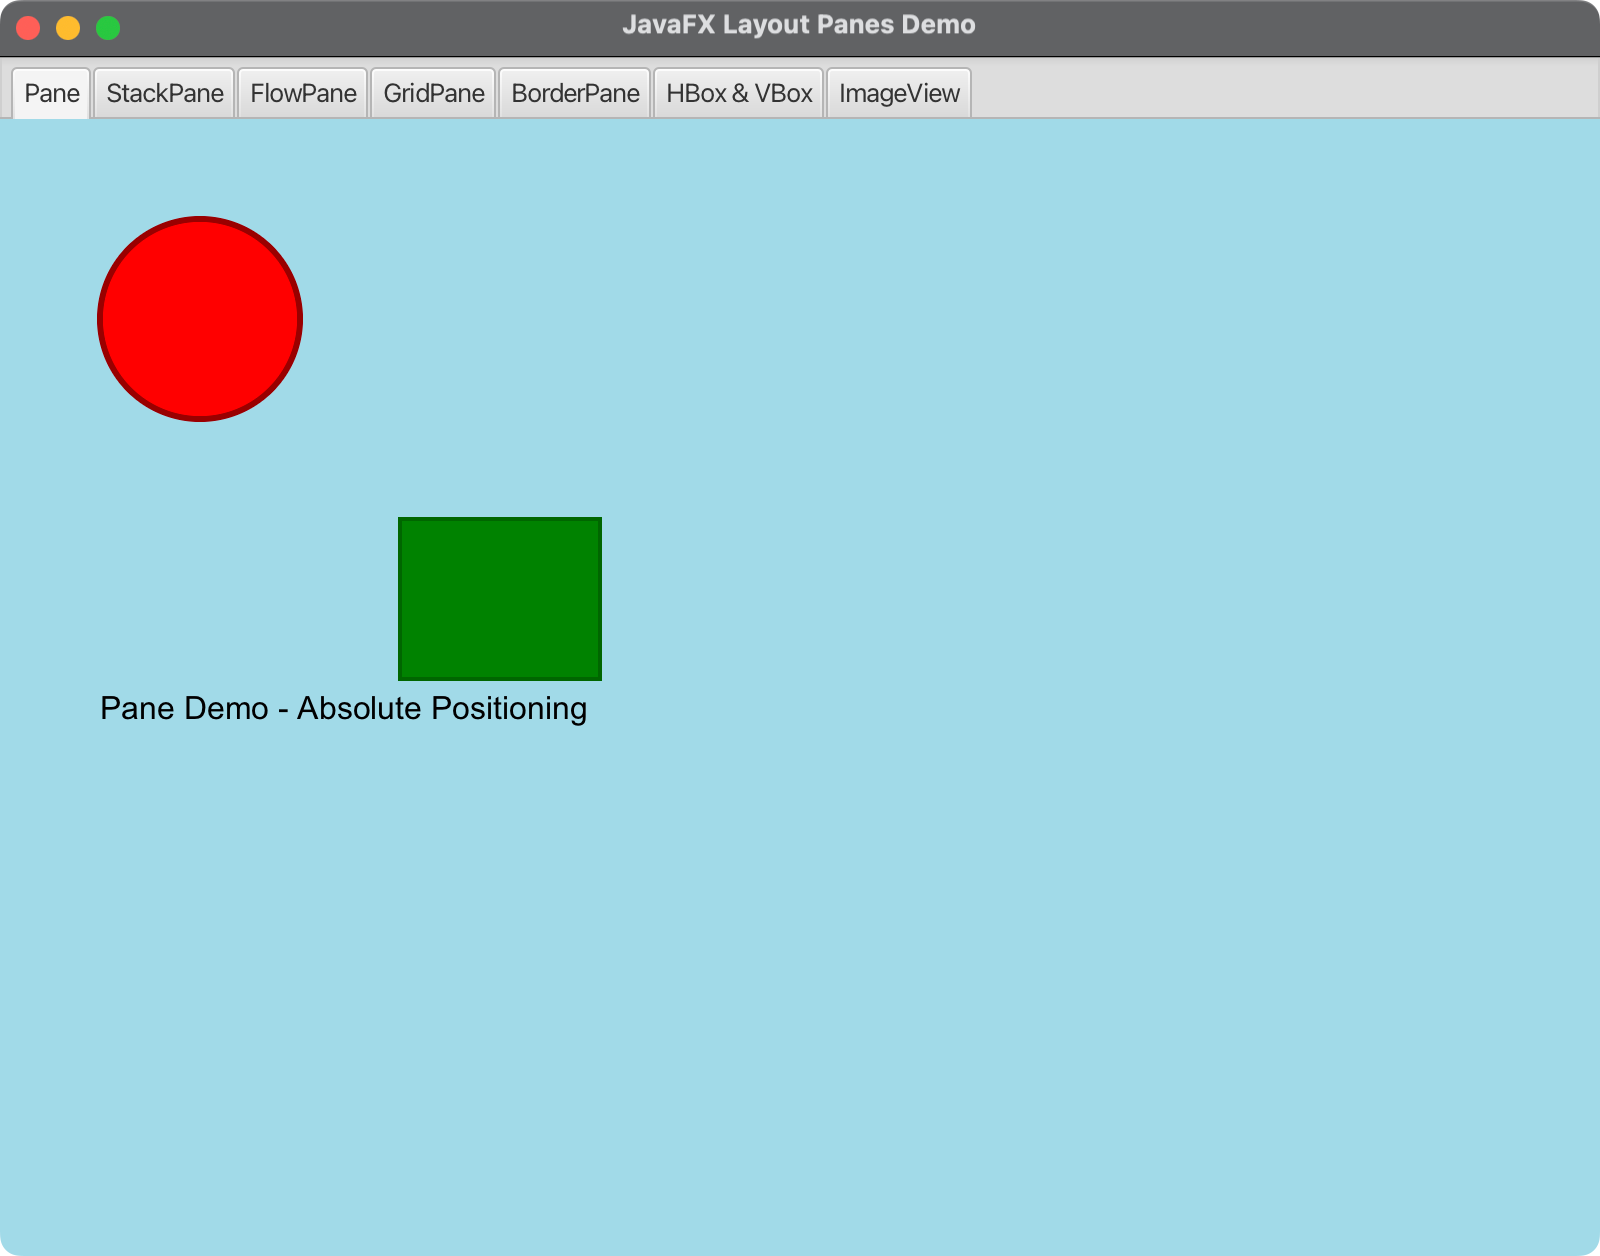 JavaFX Layout Panes Demo
Pane StackPane FlowPane GridPane BorderPane HBox & VBox ImageView
Pane Demo - Absolute Positioning